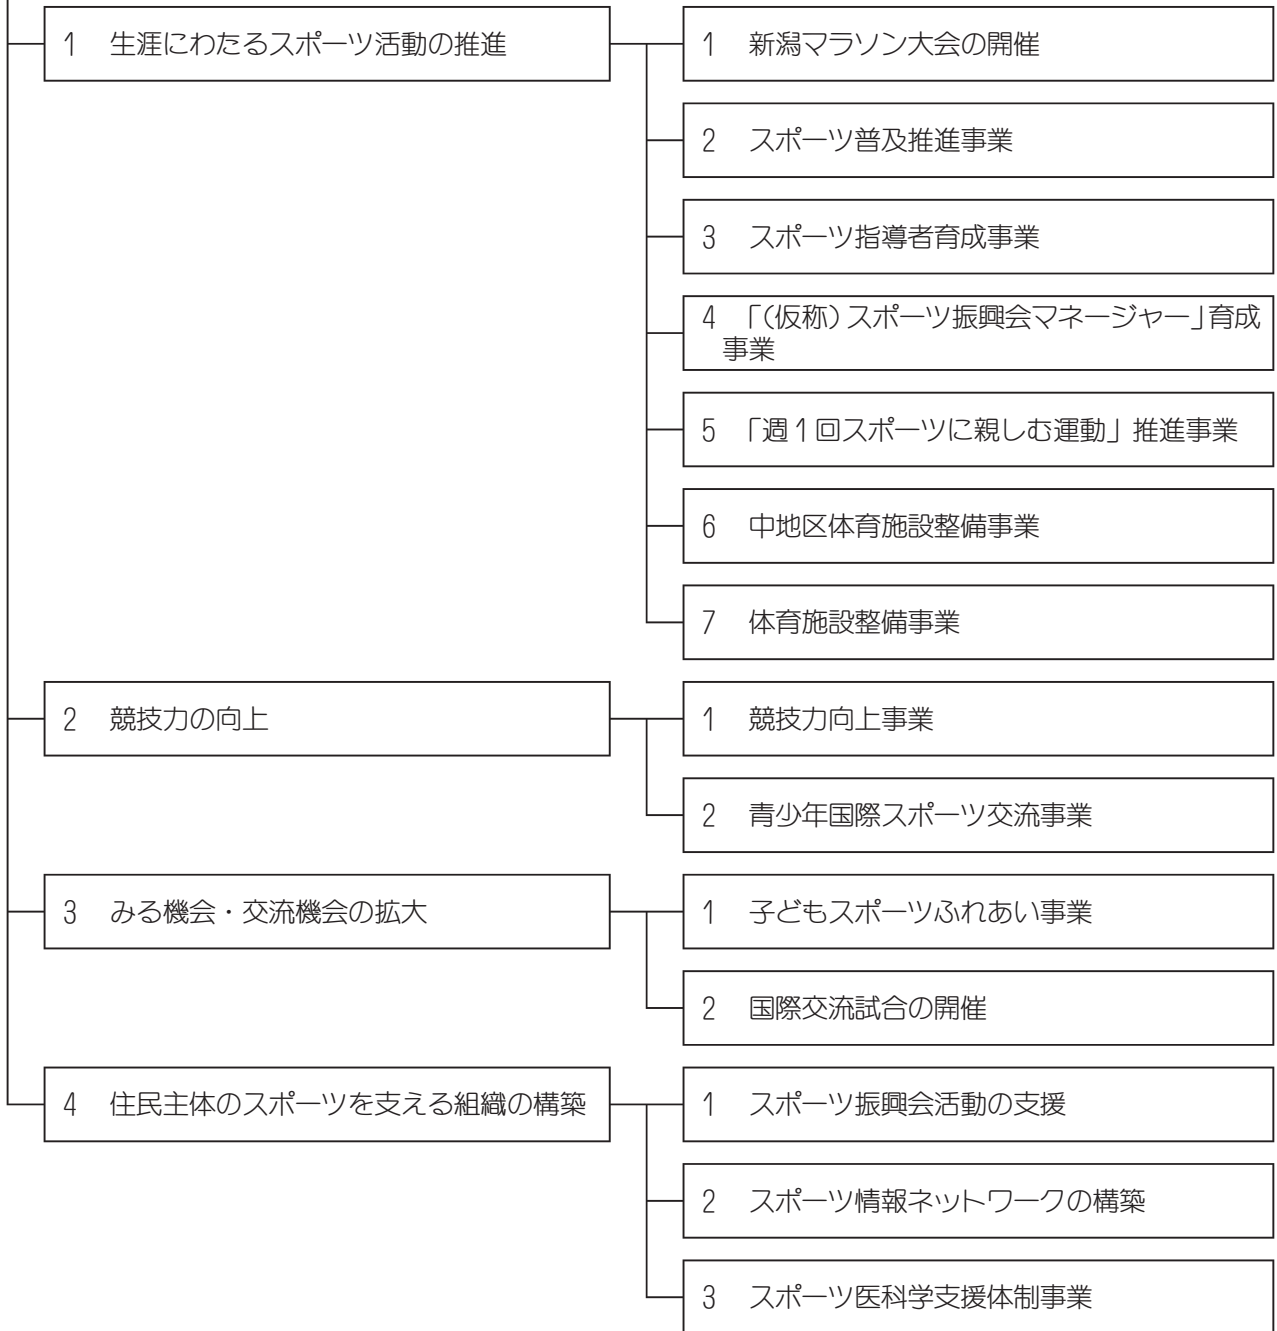 1 生涯にわたるスポーツ活動の推進
1 新潟マラソン大会の開催
2 スポーツ普及推進事業
3 スポーツ指導者育成事業
4 「(仮称)スポーツ振興会マネージャー」育成
事業
5 「週1回スポーツに親しむ運動」推進事業
6 中地区体育施設整備事業
7 体育施設整備事業
2 競技力の向上
1 競技力向上事業
2 青少年国際スポーツ交流事業
3 みる機会・交流機会の拡大
1 子どもスポーツふれあい事業
2 国際交流試合の開催
4 住民主体のスポーツを支える組織の構築
1 スポーツ振興会活動の支援
2 スポーツ情報ネットワークの構築
3 スポーツ医科学支援体制事業